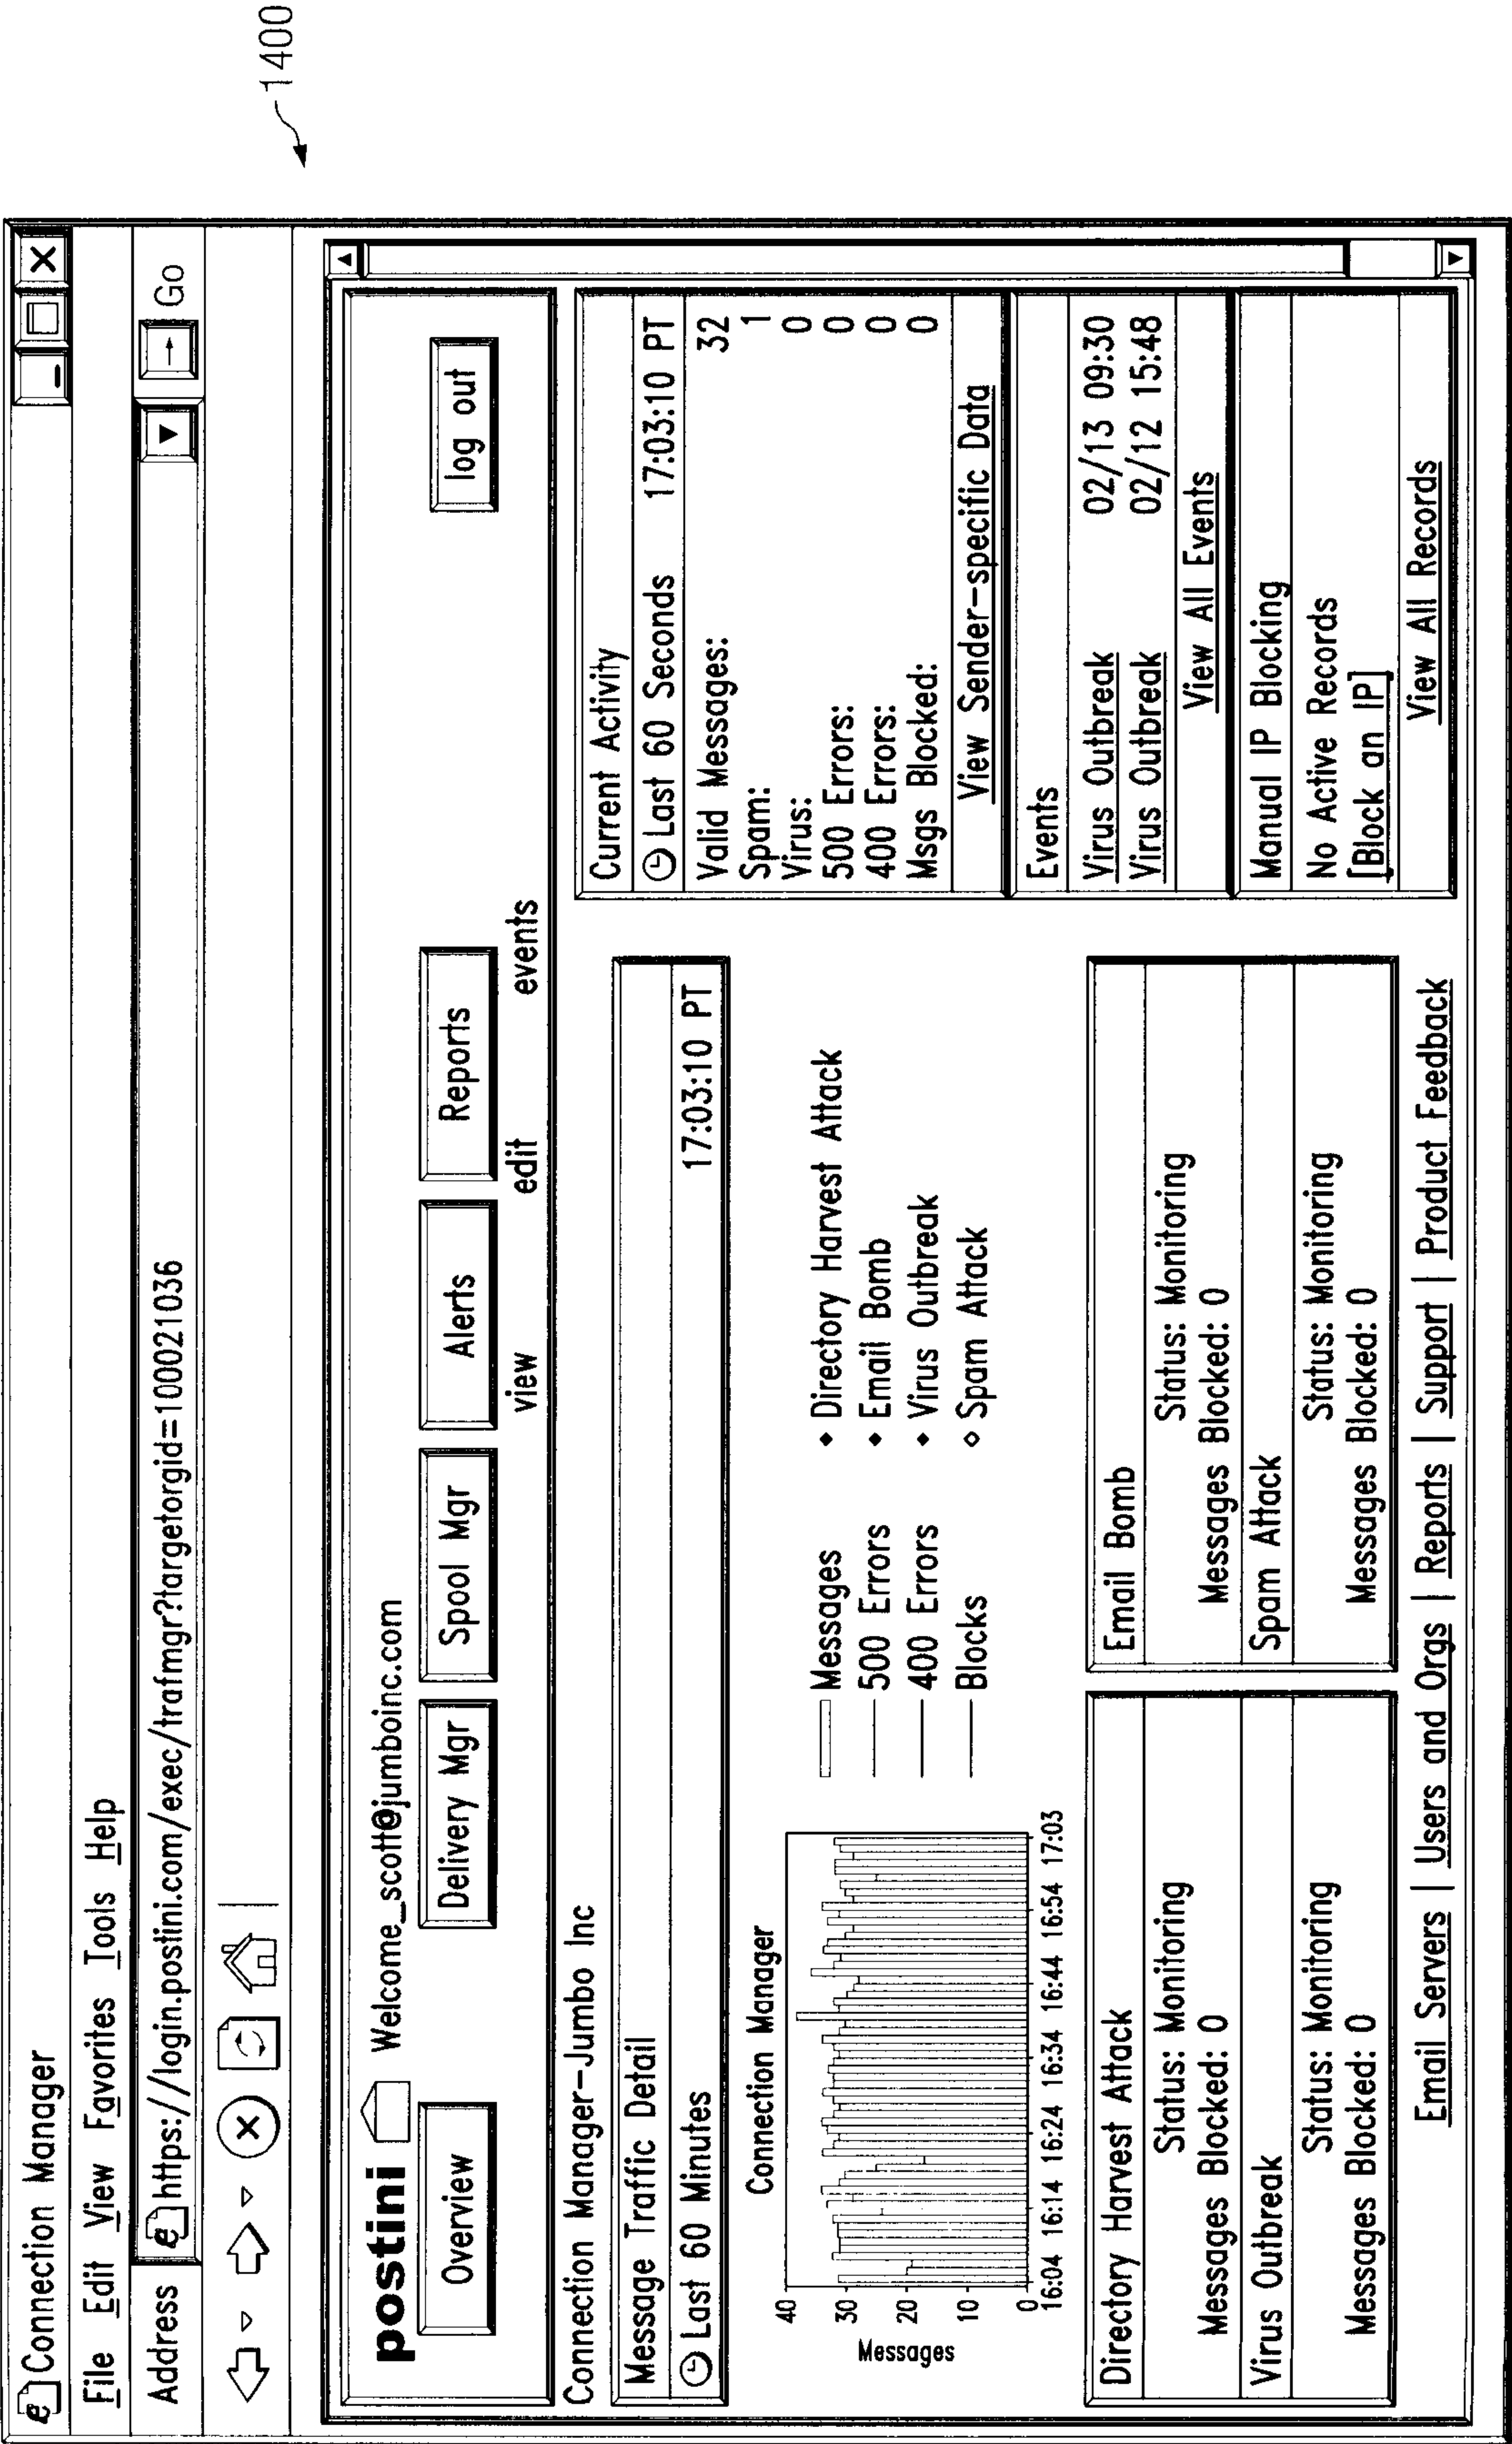 1400
Connection Manager
File Edit View Favorites Tools Help
Address https://login.postini.com/exec/trafmgr?targetorgid=100021036 Go
postini Welcome_scott@jumboinc.com
log out
Overview Delivery Mgr Spool Mgr Alerts Reports
view edit events
Connection Manager-Jumbo Inc
Message Traffic Detail
Last 60 Minutes 17:03:10 PT
Connection Manager
Messages
40
30
20
10
0
16:04 16:14 16:24 16:34 16:44 16:54 17:03
Messages
500 Errors
400 Errors
Blocks
Directory Harvest Attack
Email Bomb
Virus Outbreak
Spam Attack
Directory Harvest Attack
Status: Monitoring
Messages Blocked: 0
Virus Outbreak
Status: Monitoring
Messages Blocked: 0
Email Bomb
Status: Monitoring
Messages Blocked: 0
Spam Attack
Status: Monitoring
Messages Blocked: 0
Current Activity
Last 60 Seconds 17:03:10 PT
Valid Messages: 32
Spam: 1
Virus: 0
500 Errors: 0
400 Errors: 0
Msgs Blocked: 0
View Sender-specific Data
Events
Virus Outbreak 02/13 09:30
Virus Outbreak 02/12 15:48
View All Events
Manual IP Blocking
No Active Records
[Block an IP]
View All Records
Email Servers | Users and Orgs | Reports | Support | Product Feedback